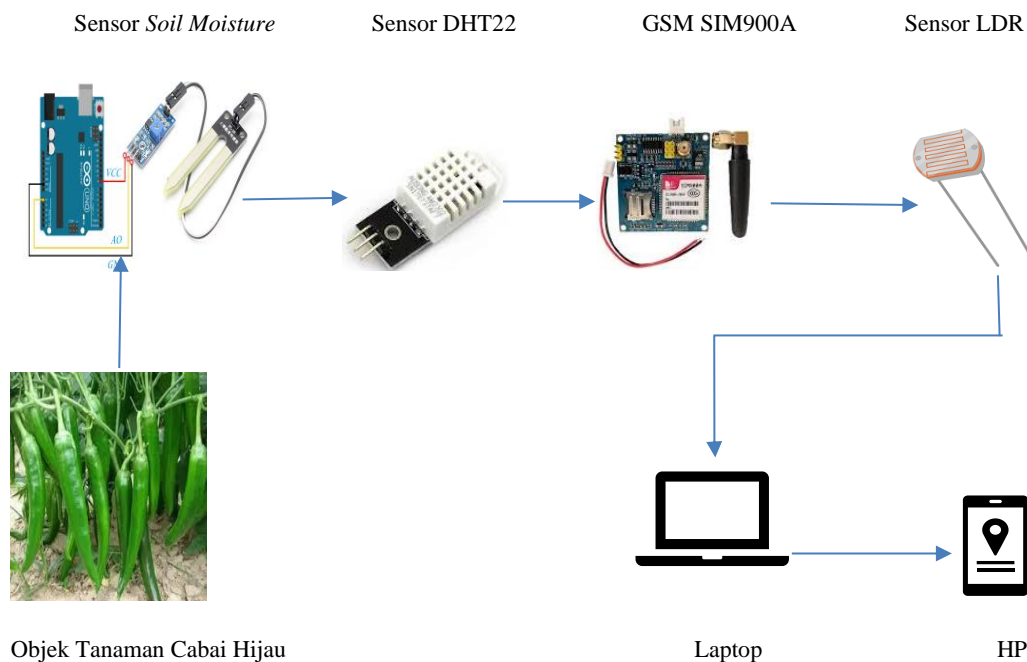 Sensor Soil Moisture
Sensor DHT22
GSM SIM900A
Sensor LDR
VCC
AO
Objek Tanaman Cabai Hijau
Laptop
HP